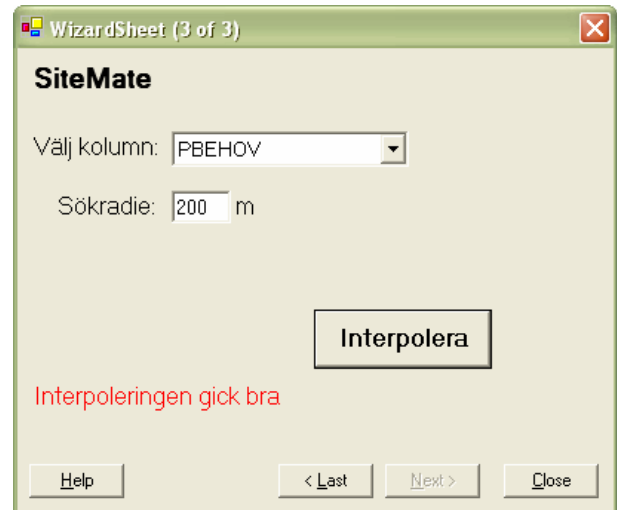 WizardSheet (3 of 3)
SiteMate
Välj kolumn: PBEHOV
Sökradie: 200 m
Interpolera
Interpoleringen gick bra
Help < Last Next > Close